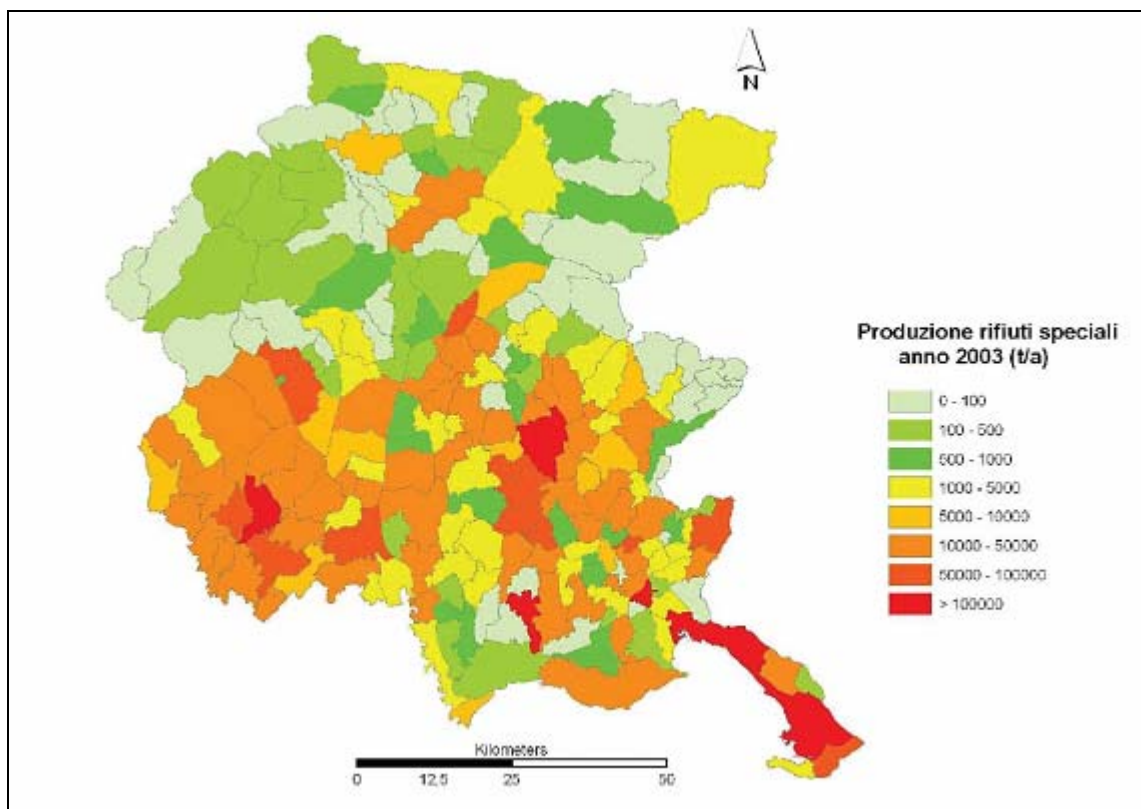 N
Produzione rifiuti speciali
anno 2003 (t/a)
0 - 100
100 - 500
500 - 1000
1000 - 5000
5000 - 10000
10000 - 50000
50000 - 100000
> 100000
Kilometers
0 12,5 25 50